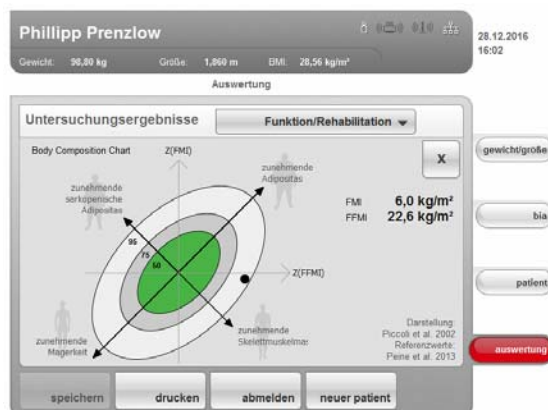 Phillipp Prenzlow
Gewicht: 98,80 kg Größe: 1,860 m BMI: 28,56 kg/m²
28.12.2016
16:02
Auswertung
Untersuchungsergebnisse
Funktion/Rehabilitation
Body Composition Chart
Z(FMI)
X
zunehmende
Adipositas
zunehmende
sarkopenische
Adipositas
FMI 6,0 kg/m²
FFMI 22,6 kg/m²
95
75
50
Z(FFMI)
zunehmende
Magerkeit
zunehmende
Skelettmuskelmas
Darstellung:
Piccoli et al. 2002
Referenzwerte:
Peine et al. 2013
gewicht/größe
bia
patient
auswertung
speichern
drucken
abmelden
neuer patient